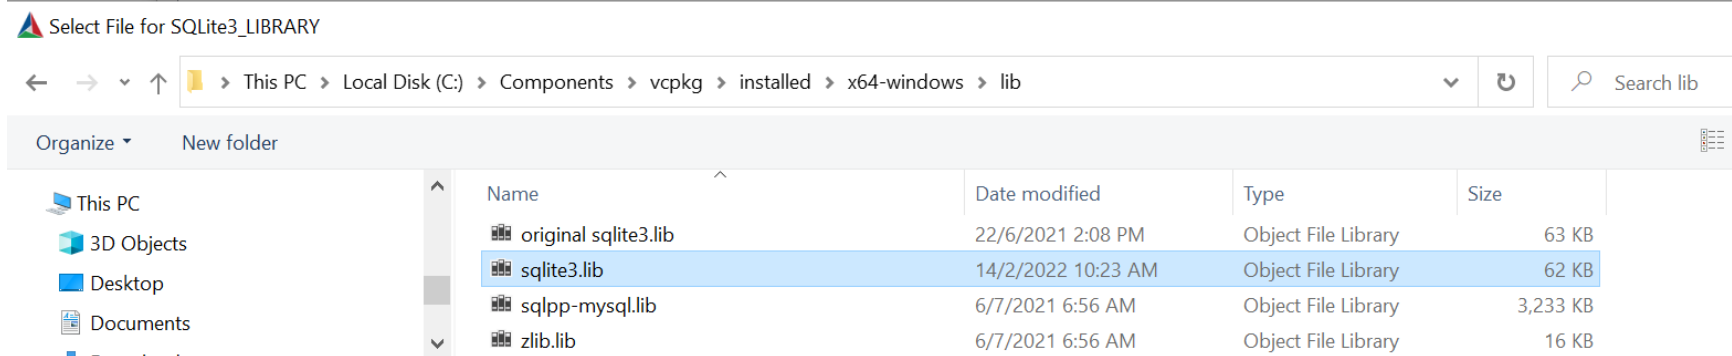 Select File for SQLite3_LIBRARY
This PC > Local Disk (C:) > Components > vcpkg > installed > x64-windows > lib
Search lib
Organize
New folder
Name Date modified Type Size
This PC
3D Objects
Desktop
Documents
original sqlite3.lib 22/6/2021 2:08 PM Object File Library 63 KB
sqlite3.lib 14/2/2022 10:23 AM Object File Library 62 KB
sqlpp-mysql.lib 6/7/2021 6:56 AM Object File Library 3,233 KB
zlib.lib 6/7/2021 6:56 AM Object File Library 16 KB